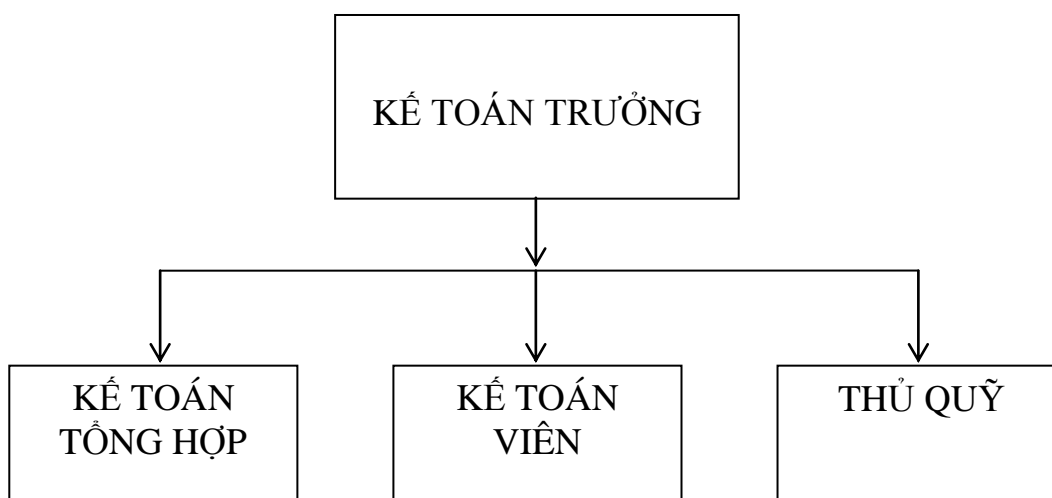 KẾ TOÁN TRƯỞNG
KẾ TOÁN
TỔNG HỢP
KẾ TOÁN
VIÊN
THỦ QUỸ